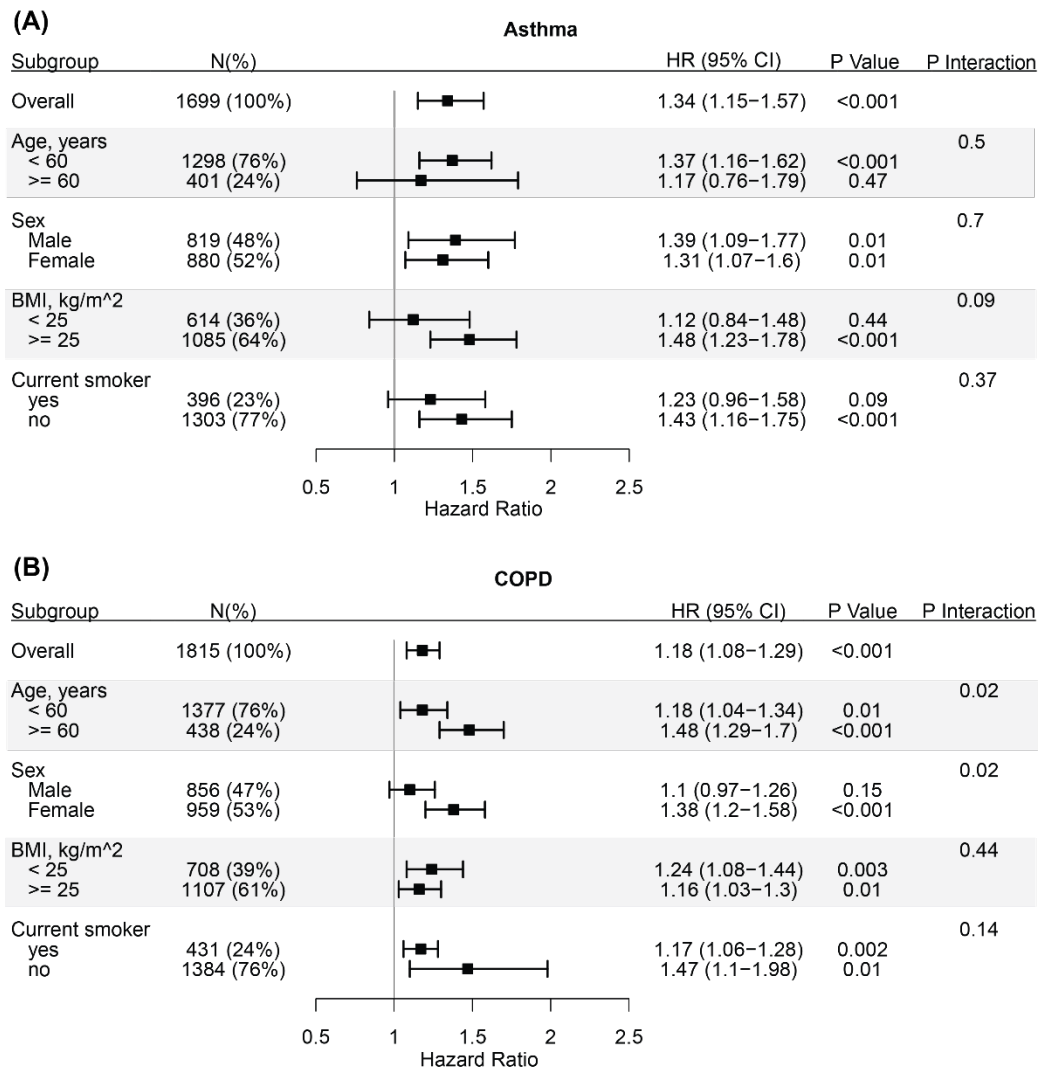 (A)
Asthma
Subgroup N(%) HR (95% CI) P Value P Interaction
Overall 1699 (100%) 1.34 (1.15−1.57) <0.001
Age, years 0.5
< 60 1298 (76%) 1.37 (1.16−1.62) <0.001
>= 60 401 (24%) 1.17 (0.76−1.79) 0.47
Sex 0.7
Male 819 (48%) 1.39 (1.09−1.77) 0.01
Female 880 (52%) 1.31 (1.07−1.6) 0.01
BMI, kg/m^2 0.09
< 25 614 (36%) 1.12 (0.84−1.48) 0.44
>= 25 1085 (64%) 1.48 (1.23−1.78) <0.001
Current smoker 0.37
yes 396 (23%) 1.23 (0.96−1.58) 0.09
no 1303 (77%) 1.43 (1.16−1.75) <0.001
0.5 1 1.5 2 2.5
Hazard Ratio
(B)
COPD
Subgroup N(%) HR (95% CI) P Value P Interaction
Overall 1815 (100%) 1.18 (1.08−1.29) <0.001
Age, years 0.02
< 60 1377 (76%) 1.18 (1.04−1.34) 0.01
>= 60 438 (24%) 1.48 (1.29−1.7) <0.001
Sex 0.02
Male 856 (47%) 1.1 (0.97−1.26) 0.15
Female 959 (53%) 1.38 (1.2−1.58) <0.001
BMI, kg/m^2 0.44
< 25 708 (39%) 1.24 (1.08−1.44) 0.003
>= 25 1107 (61%) 1.16 (1.03−1.3) 0.01
Current smoker 0.14
yes 431 (24%) 1.17 (1.06−1.28) 0.002
no 1384 (76%) 1.47 (1.1−1.98) 0.01
0.5 1 1.5 2 2.5
Hazard Ratio